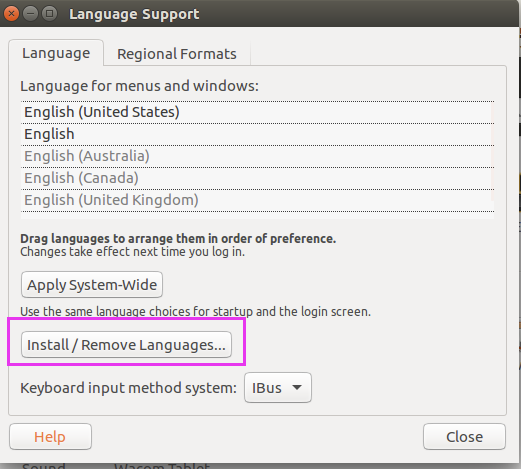 Language Support
Language Regional Formats
Language for menus and windows:
English (United States)
English
English (Australia)
English (Canada)
English (United Kingdom)
Drag languages to arrange them in order of preference.
Changes take effect next time you log in.
Apply System-Wide
Use the same language choices for startup and the login screen.
Install / Remove Languages...
Keyboard input method system: IBus
Help Close
Sound Wacom Tablet